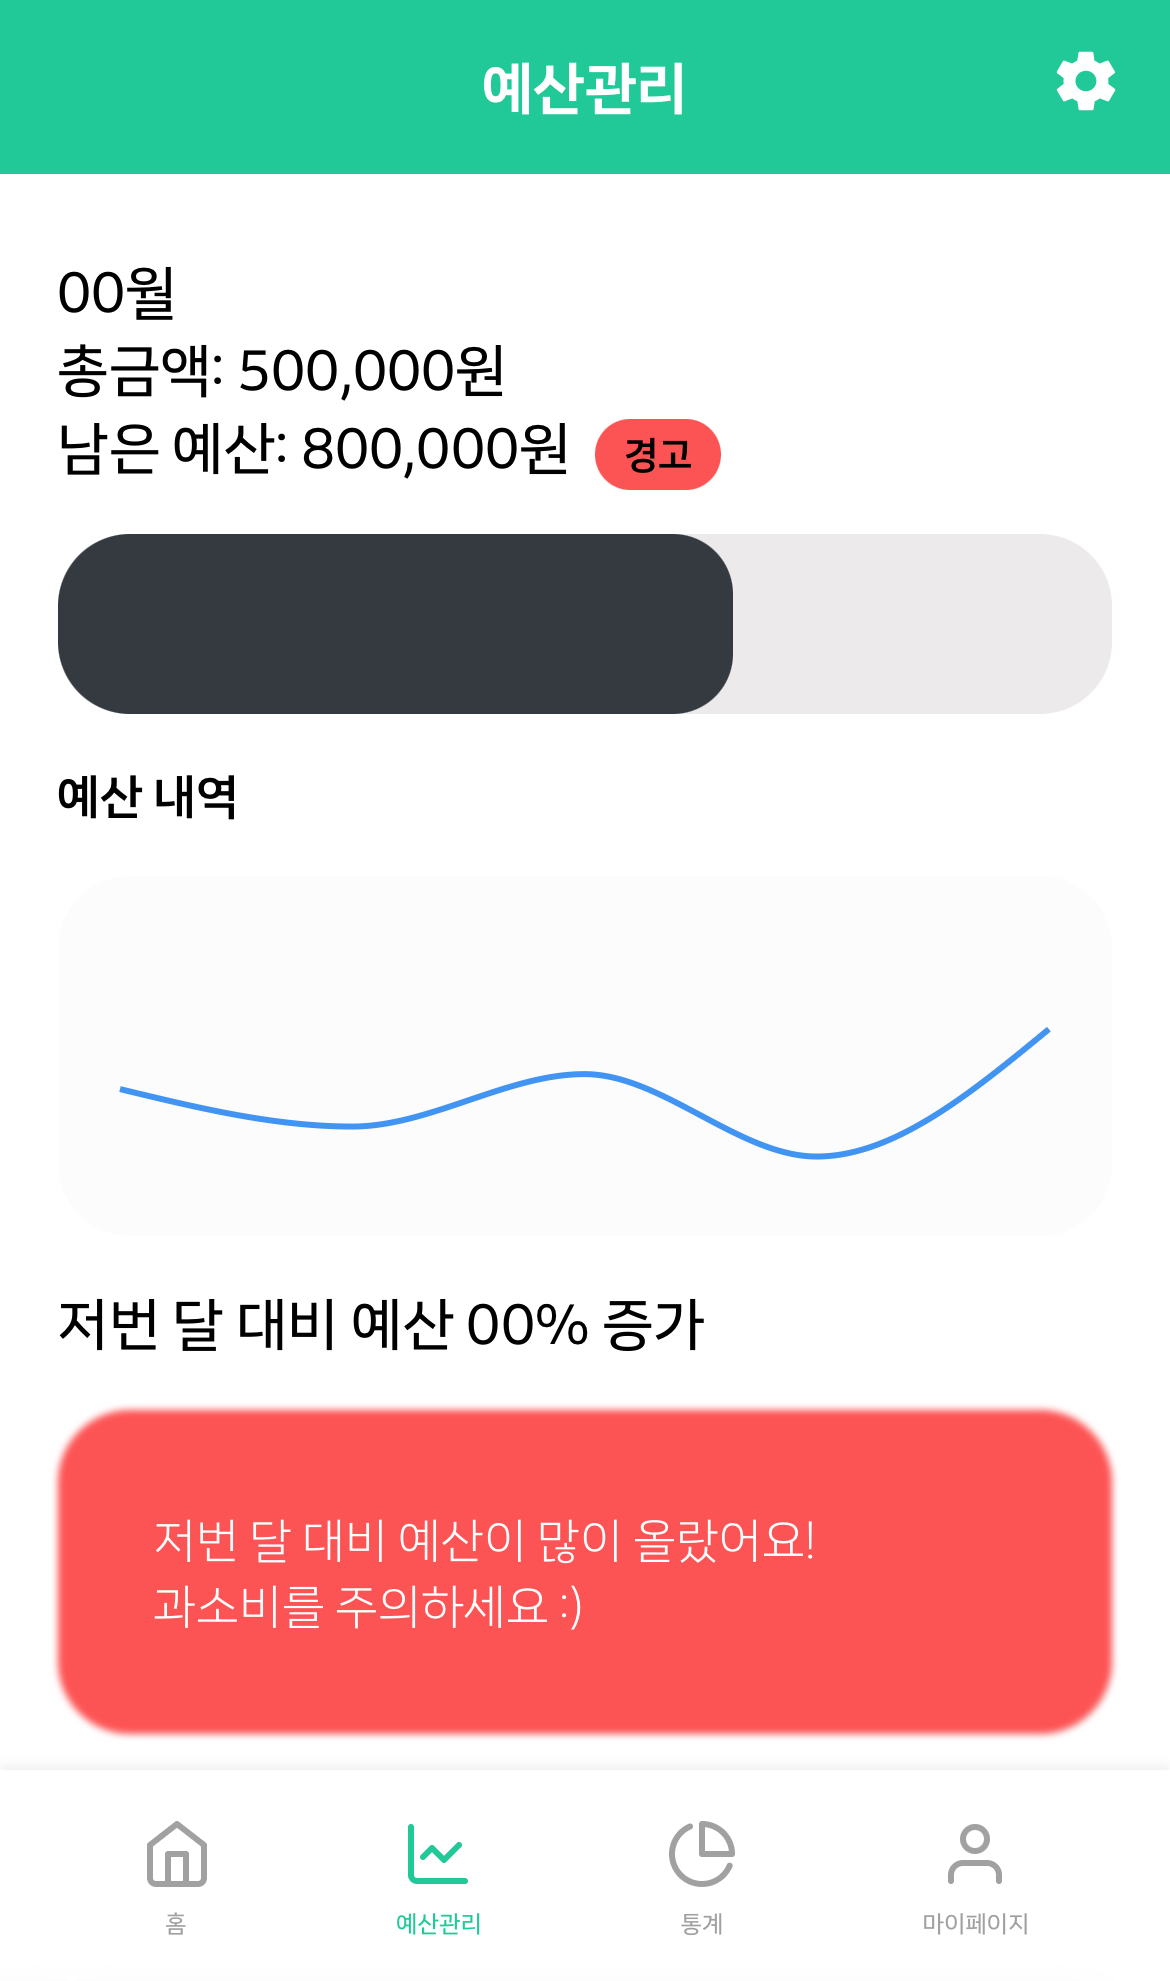 예산관리
00월
총금액: 500,000원
남은 예산: 800,000원 경고
예산 내역
저번 달 대비 예산 00% 증가
저번 달 대비 예산이 많이 올랐어요!
과소비를 주의하세요 :)
홈 예산관리 통계 마이페이지